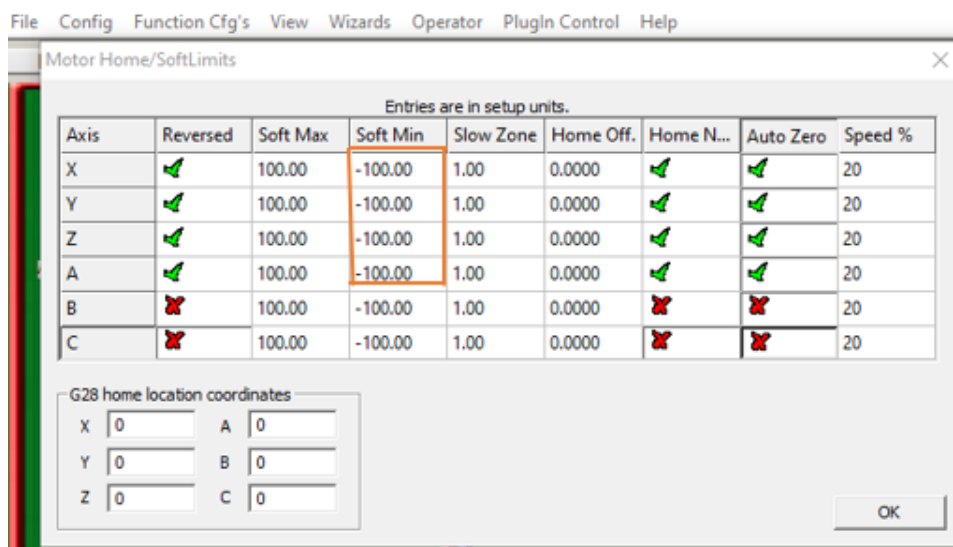 File Config Function Cfg's View Wizards Operator PlugIn Control Help
Motor Home/SoftLimits
Entries are in setup units.
Axis Reversed Soft Max Soft Min Slow Zone Home Off. Home N... Auto Zero Speed %
X 100.00 -100.00 1.00 0.0000 20
Y 100.00 -100.00 1.00 0.0000 20
Z 100.00 -100.00 1.00 0.0000 20
A 100.00 -100.00 1.00 0.0000 20
B 100.00 -100.00 1.00 0.0000 20
C 100.00 -100.00 1.00 0.0000 20
G28 home location coordinates
X 0 A 0
Y 0 B 0
Z 0 C 0
OK